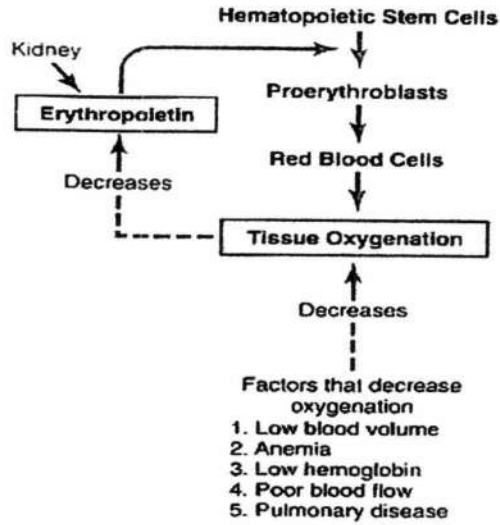 Hematopoietic Stem Cells
Kidney
Proerythroblasts
Erythropoietin
Red Blood Cells
Decreases
Tissue Oxygenation
Decreases
Factors that decrease
oxygenation
1. Low blood volume
2. Anemia
3. Low hemoglobin
4. Poor blood flow
5. Pulmonary disease